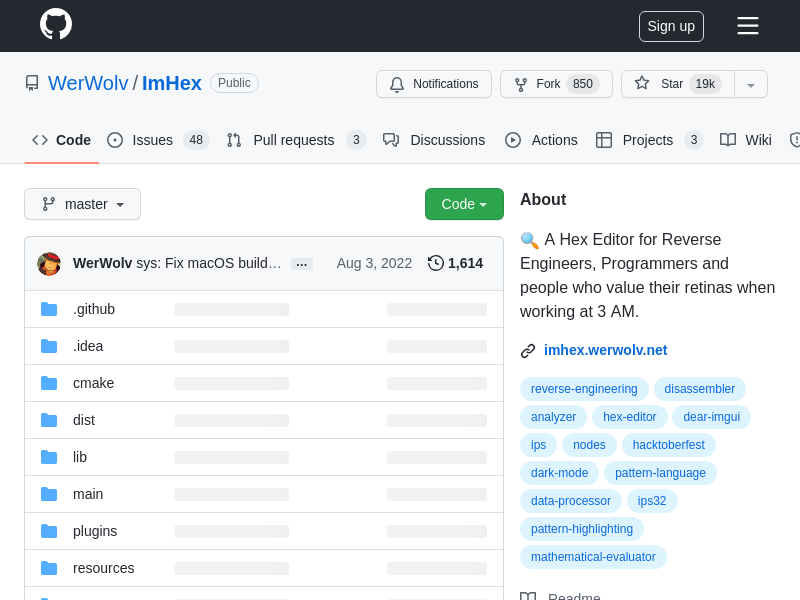 Sign up
WerWolv / ImHex Public
Notifications
Fork 850
Star 19k
Code
Issues 48
Pull requests 3
Discussions
Actions
Projects 3
Wiki
master
Code
WerWolv sys: Fix macOS build… … Aug 3, 2022 1,614
.github
.idea
cmake
dist
lib
main
plugins
resources
About
🔍 A Hex Editor for Reverse
Engineers, Programmers and
people who value their retinas when
working at 3 AM.
imhex.werwolv.net
reverse-engineering disassembler
analyzer hex-editor dear-imgui
ips nodes hacktoberfest
dark-mode pattern-language
data-processor ips32
pattern-highlighting
mathematical-evaluator
Readme